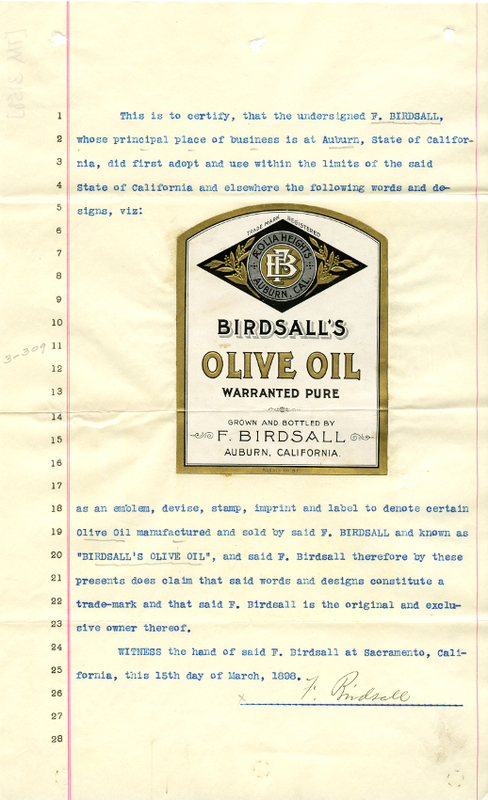 This is to certify, that the undersigned F. BIRDSALL,
whose principal place of business is at Auburn, State of Califor-
nia, did first adopt and use within the limits of the said
State of California and elsewhere the following words and de-
signs, viz:
TRADE MARK REGISTERED
ÆOLIA HEIGHTS
FB
AUBURN, CAL.
BIRDSALL'S
OLIVE OIL
WARRANTED PURE
GROWN AND BOTTLED BY
F. BIRDSALL
AUBURN, CALIFORNIA.
as an emblem, devise, stamp, imprint and label to denote certain
Olive Oil manufactured and sold by said F. BIRDSALL and known as
"BIRDSALL'S OLIVE OIL", and said F. Birdsall therefore by these
presents does claim that said words and designs constitute a
trade-mark and that said F. Birdsall is the original and exclu-
sive owner thereof.
WITNESS the hand of said F. Birdsall at Sacramento, Cali-
fornia, this 15th day of March, 1898.
x F. Birdsall
1
2
3
4
5
6
7
8
9
10
11
12
13
14
15
16
17
18
19
20
21
22
23
24
25
26
27
28
3-309